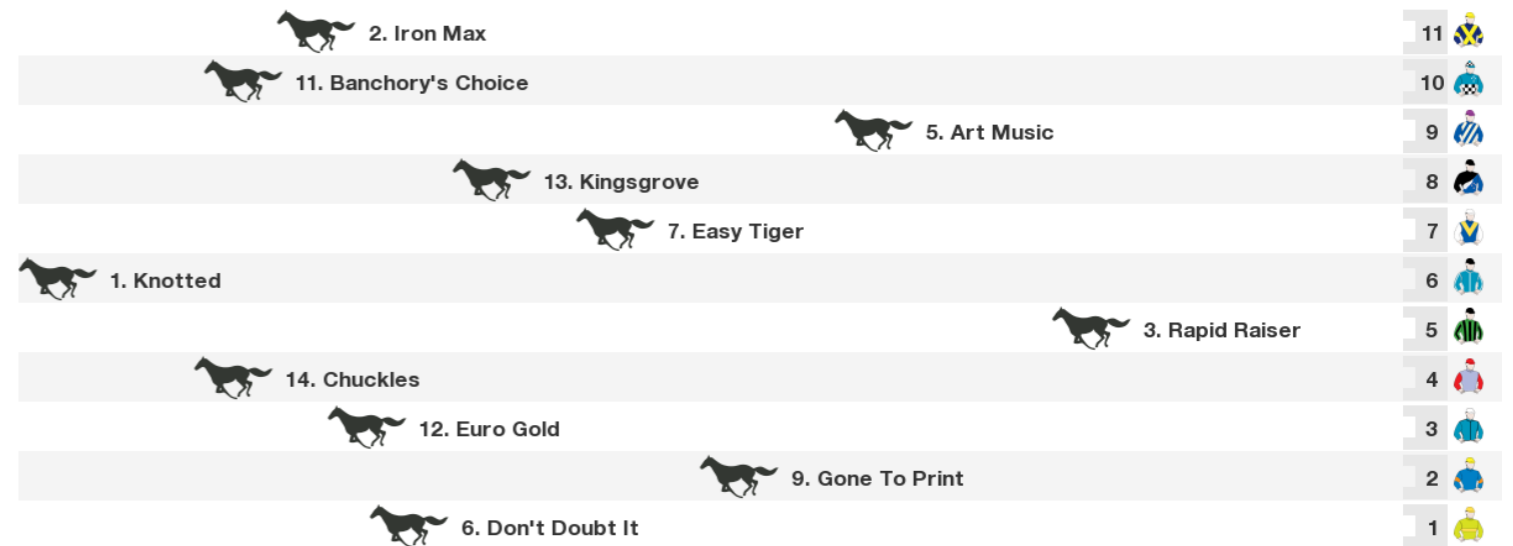 2. Iron Max 11
11. Banchory's Choice 10
5. Art Music 9
13. Kingsgrove 8
7. Easy Tiger 7
1. Knotted 6
3. Rapid Raiser 5
14. Chuckles 4
12. Euro Gold 3
9. Gone To Print 2
6. Don't Doubt It 1